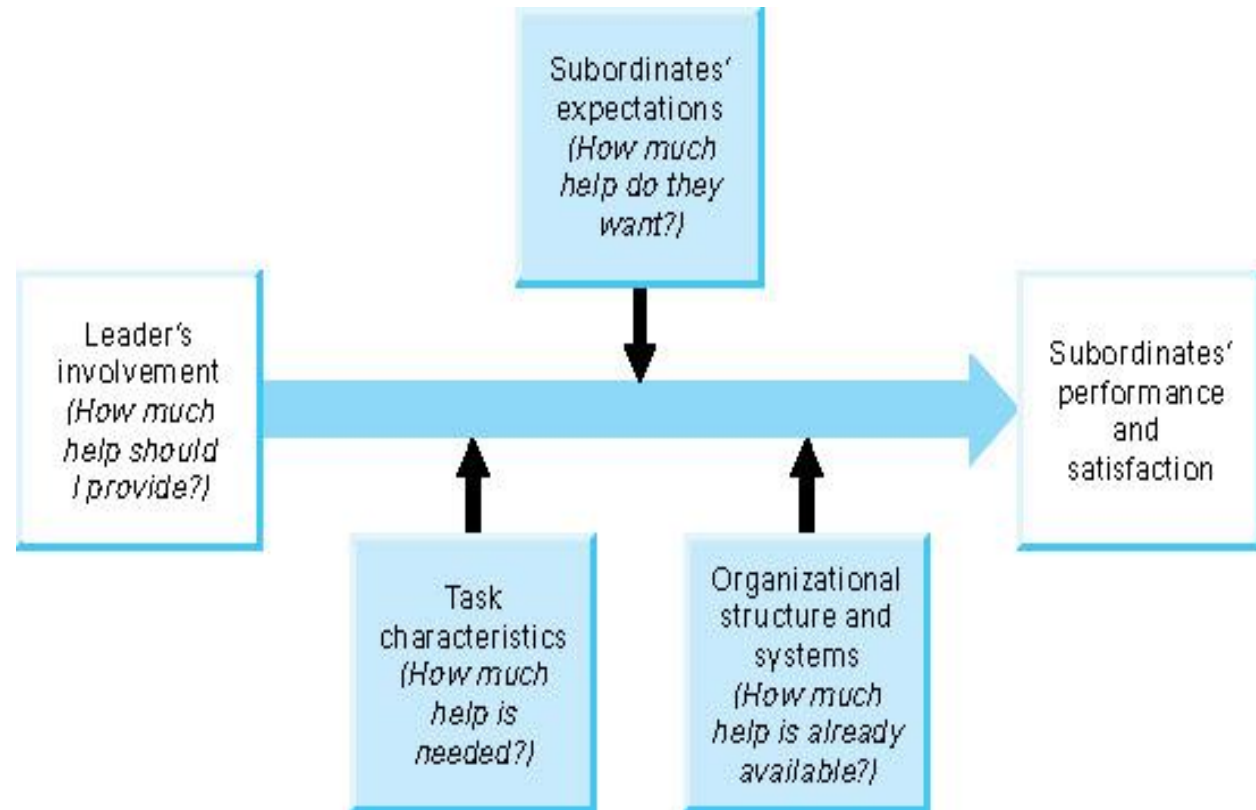 Subordinates'
expectations
(How much
help do they
want?)
Leader's
involvement
(How much
help should
I provide?)
Subordinates'
performance
and
satisfaction
Task
characteristics
(How much
help is
needed?)
Organizational
structure and
systems
(How much
help is already
available?)